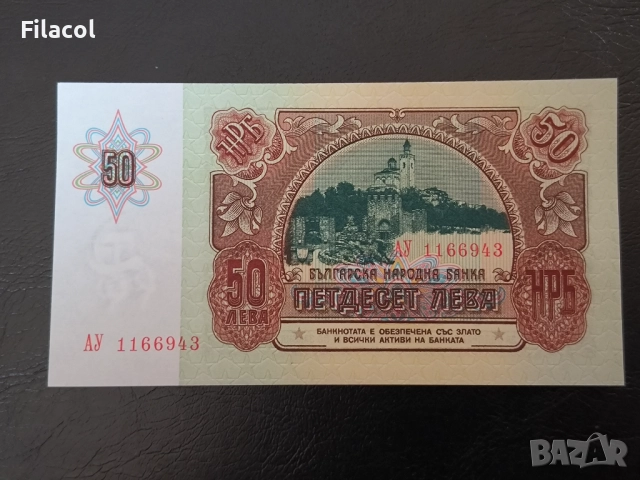 Filacol
50
НРБ
50
АУ 1166943
БЪЛГАРСКА НАРОДНА БАНКА
50
ЛЕВА
ПЕТДЕСЕТ ЛЕВА
НРБ
БАНКНОТАТА Е ОБЕЗПЕЧЕНА СЪС ЗЛАТО
И ВСИЧКИ АКТИВИ НА БАНКАТА
АУ 1166943
BAZAR